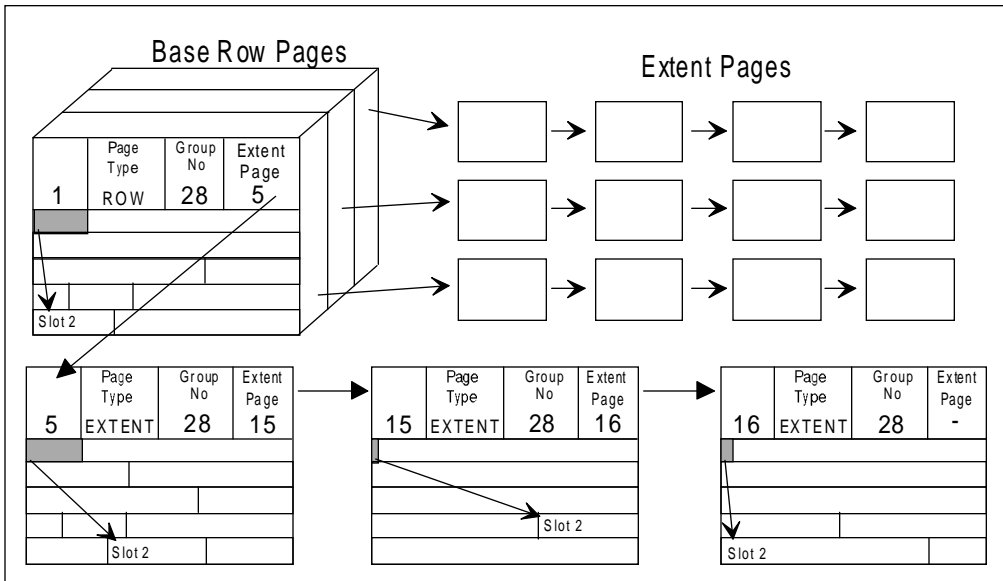 Base Row Pages
Extent Pages
Page Type
Group No
Extent Page
1
ROW
28
5
Slot 2
Page Type
Group No
Extent Page
5
EXTENT
28
15
Slot 2
Page Type
Group No
Extent Page
15
EXTENT
28
16
Slot 2
Page Type
Group No
Extent Page
16
EXTENT
28
-
Slot 2